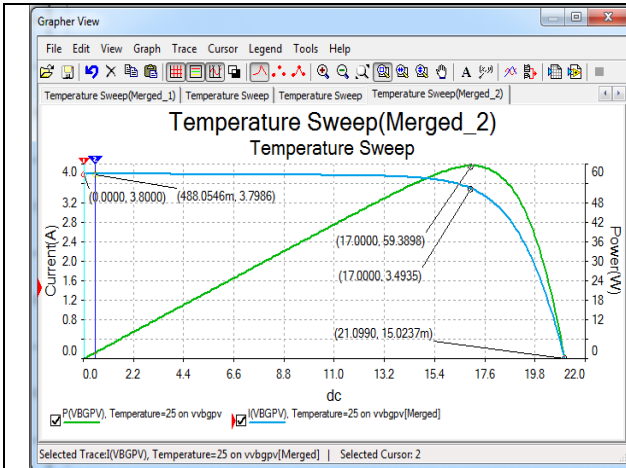 Grapher View
File Edit View Graph Trace Cursor Legend Tools Help
Temperature Sweep(Merged_1) Temperature Sweep Temperature Sweep Temperature Sweep(Merged_2)
Temperature Sweep(Merged_2)
Temperature Sweep
1 2
4.0 60
(0.0000, 3.8000) (488.0546m, 3.7986)
3.2 48
2.8 42
(17.0000, 59.3898)
2.4 36
2.0 30
(17.0000, 3.4935)
1.6 24
1.2 18
0.8 12
(21.0990, 15.0237m)
0.0 0
Current(A)
Power(W)
0.0 2.2 4.4 6.6 8.8 11.0 13.2 15.4 17.6 19.8 22.0
dc
P(VBGPV), Temperature=25 on vvbgpv I(VBGPV), Temperature=25 on vvbgpv[Merged]
Selected Trace:I(VBGPV), Temperature=25 on vvbgpv[Merged] | Selected Cursor: 2